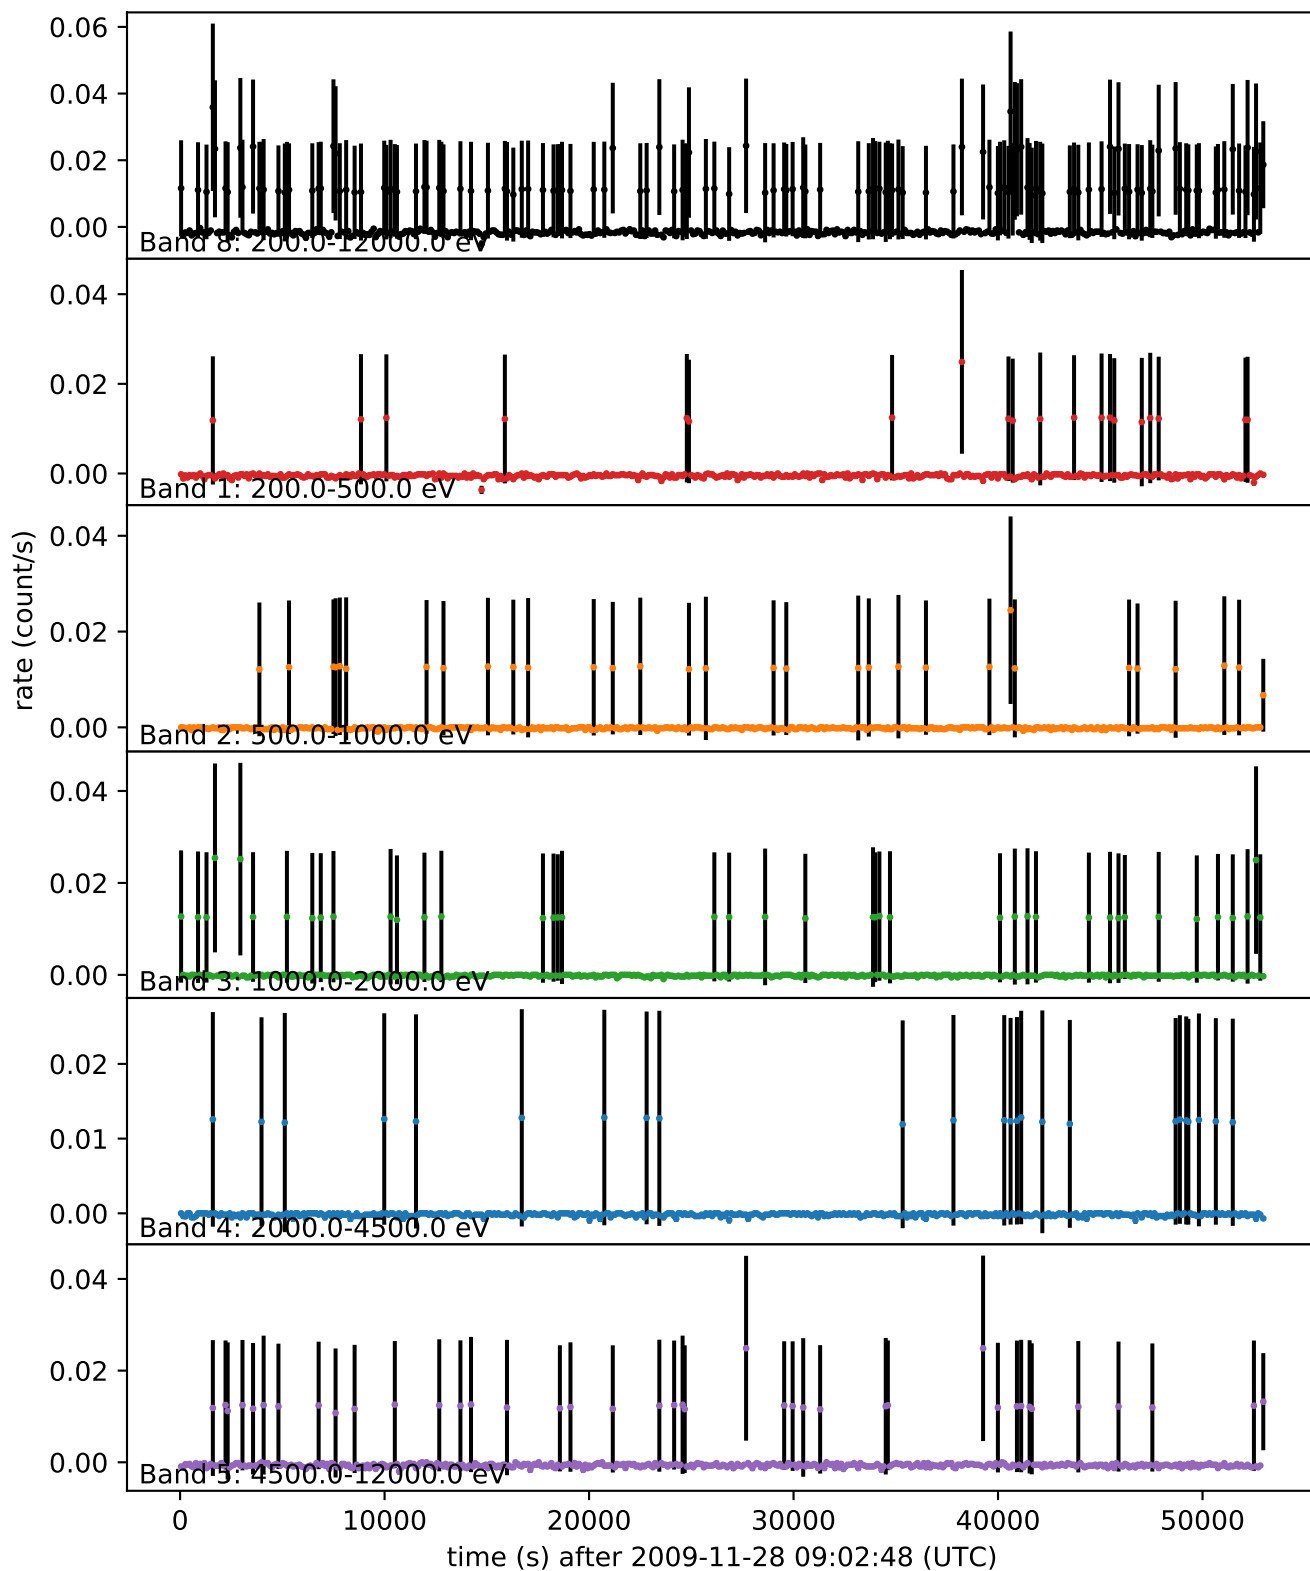 0.06
0.04
0.02
0.00
Band 8: 200.0-12000.0 eV
0.04
0.02
0.00
Band 1: 200.0-500.0 eV
rate (count/s)
0.04
0.02
0.00
Band 2: 500.0-1000.0 eV
0.04
0.02
0.00
Band 3: 1000.0-2000.0 eV
0.02
0.01
0.00
Band 4: 2000.0-4500.0 eV
0.04
0.02
0.00
Band 5: 4500.0-12000.0 eV
0 10000 20000 30000 40000 50000
time (s) after 2009-11-28 09:02:48 (UTC)